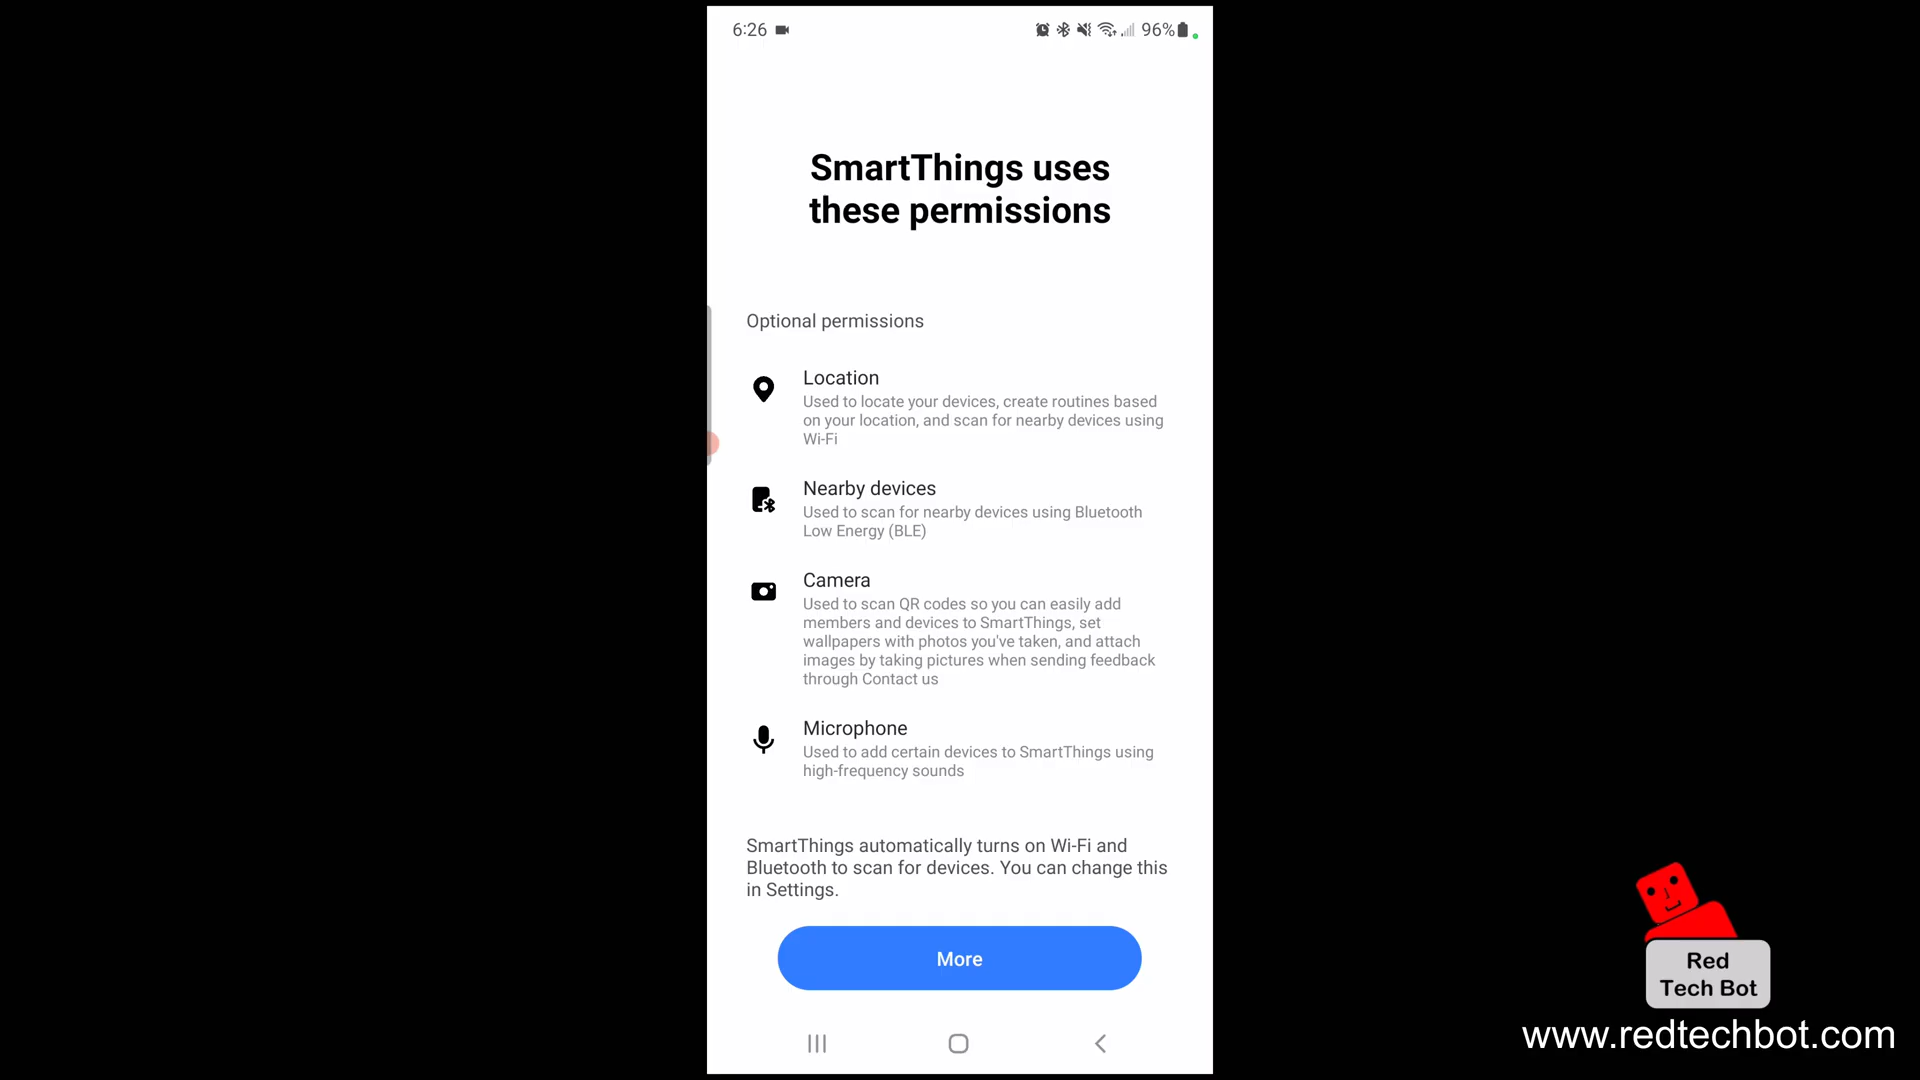 6:26
96%
SmartThings uses
these permissions
Optional permissions
Location
Used to locate your devices, create routines based
on your location, and scan for nearby devices using
Wi-Fi
Nearby devices
Used to scan for nearby devices using Bluetooth
Low Energy (BLE)
Camera
Used to scan QR codes so you can easily add
members and devices to SmartThings, set
wallpapers with photos you've taken, and attach
images by taking pictures when sending feedback
through Contact us
Microphone
Used to add certain devices to SmartThings using
high-frequency sounds
SmartThings automatically turns on Wi-Fi and
Bluetooth to scan for devices. You can change this
in Settings.
More
Red
Tech Bot
www.redtechbot.com